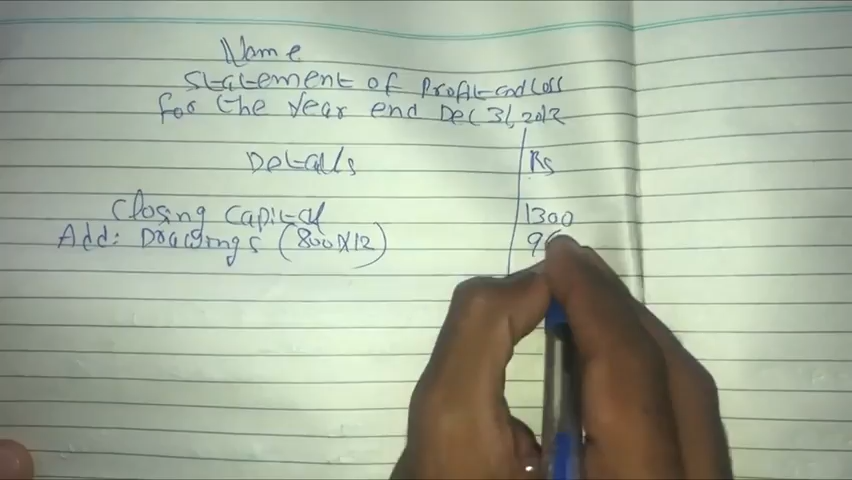 Name
Statement of Profit and Loss
for the Year end Dec 31, 2012
Details Rs
Closing Capital 1300
Add: Drawings (800X12) 96